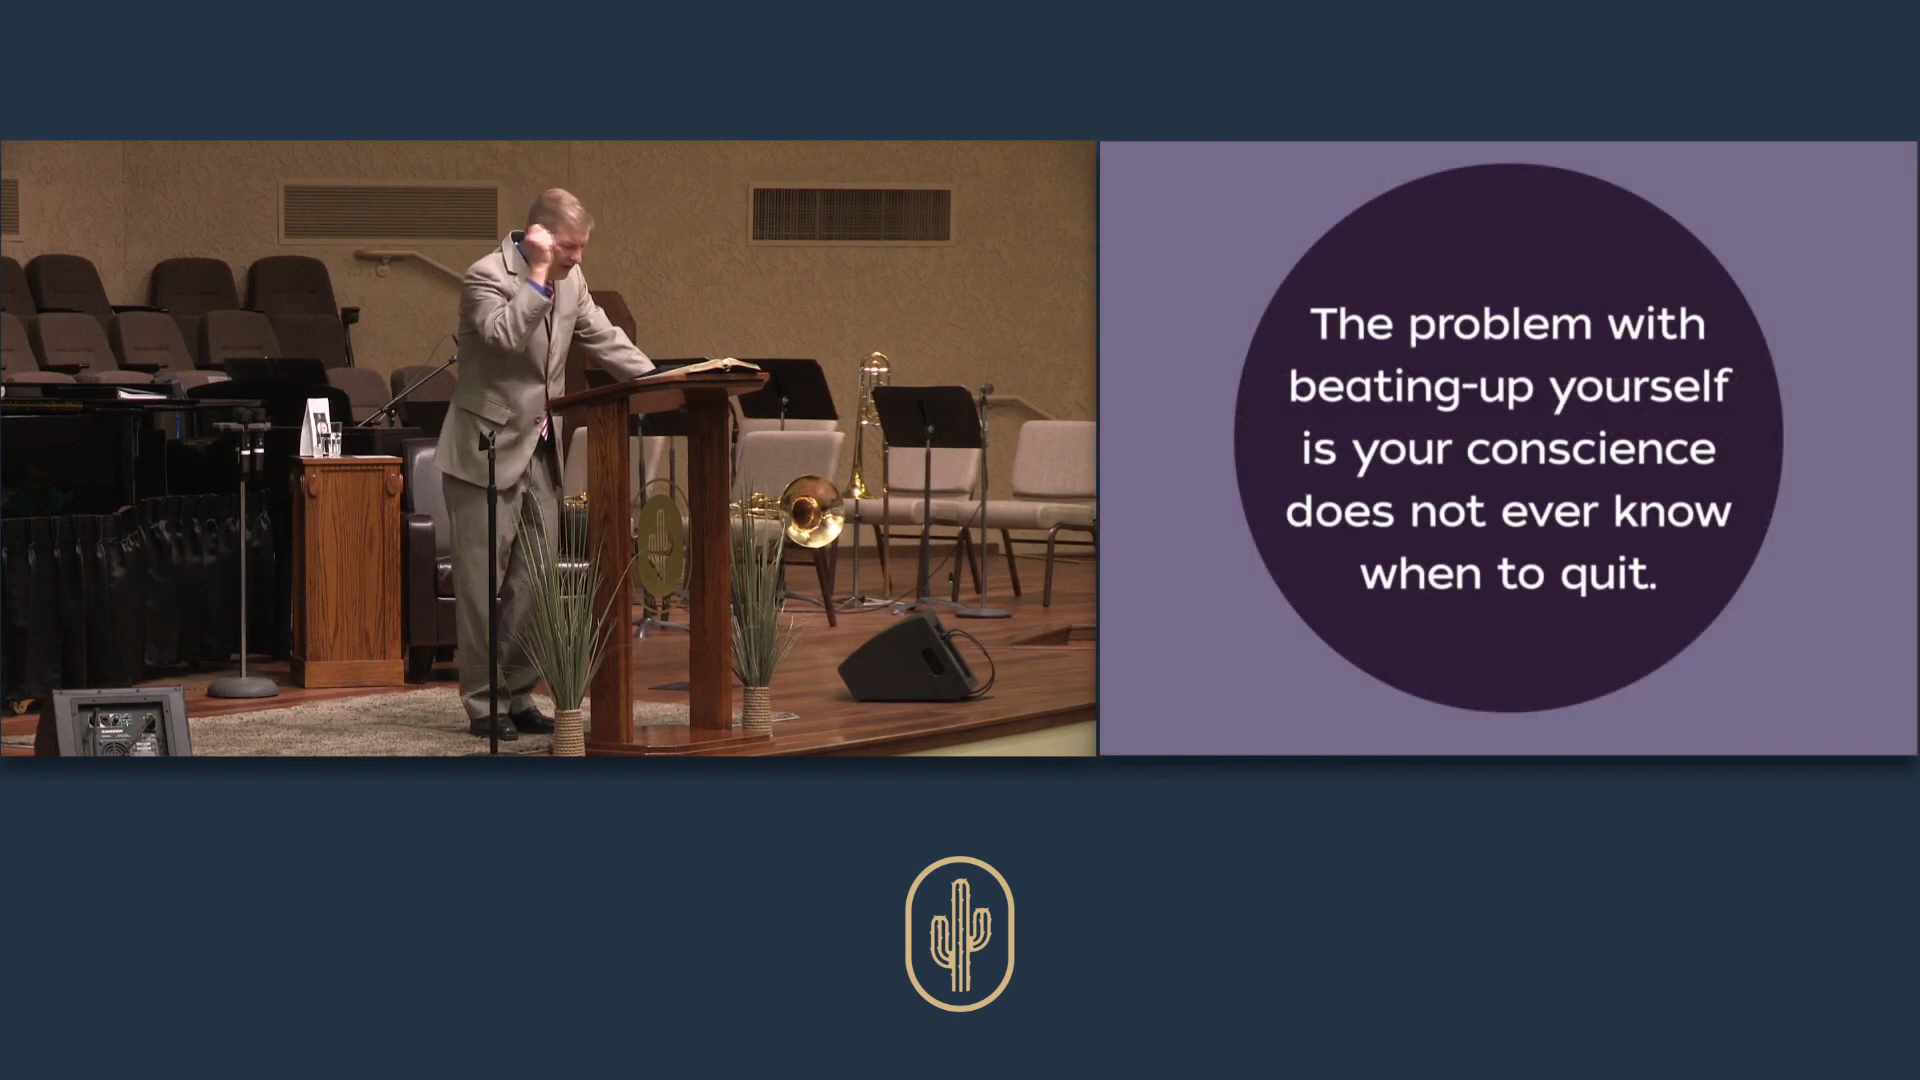 The problem with
beating-up yourself
is your conscience
does not ever know
when to quit.